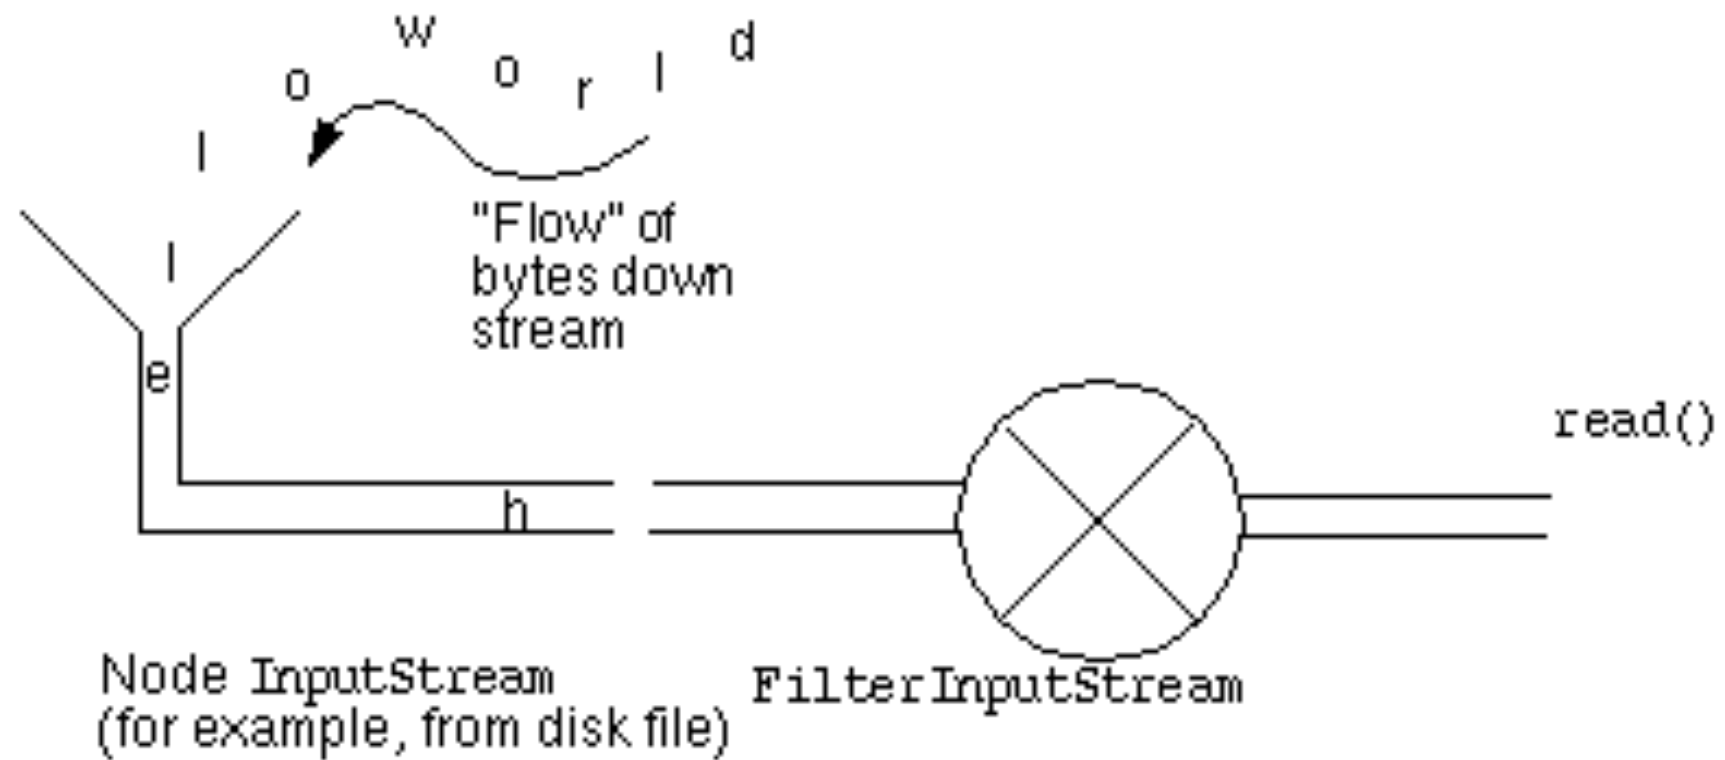 w
d
o
o
r
l
l
"Flow" of
bytes down
stream
l
e
read()
h
Node InputStream
(for example, from disk file)
FilterInputStream